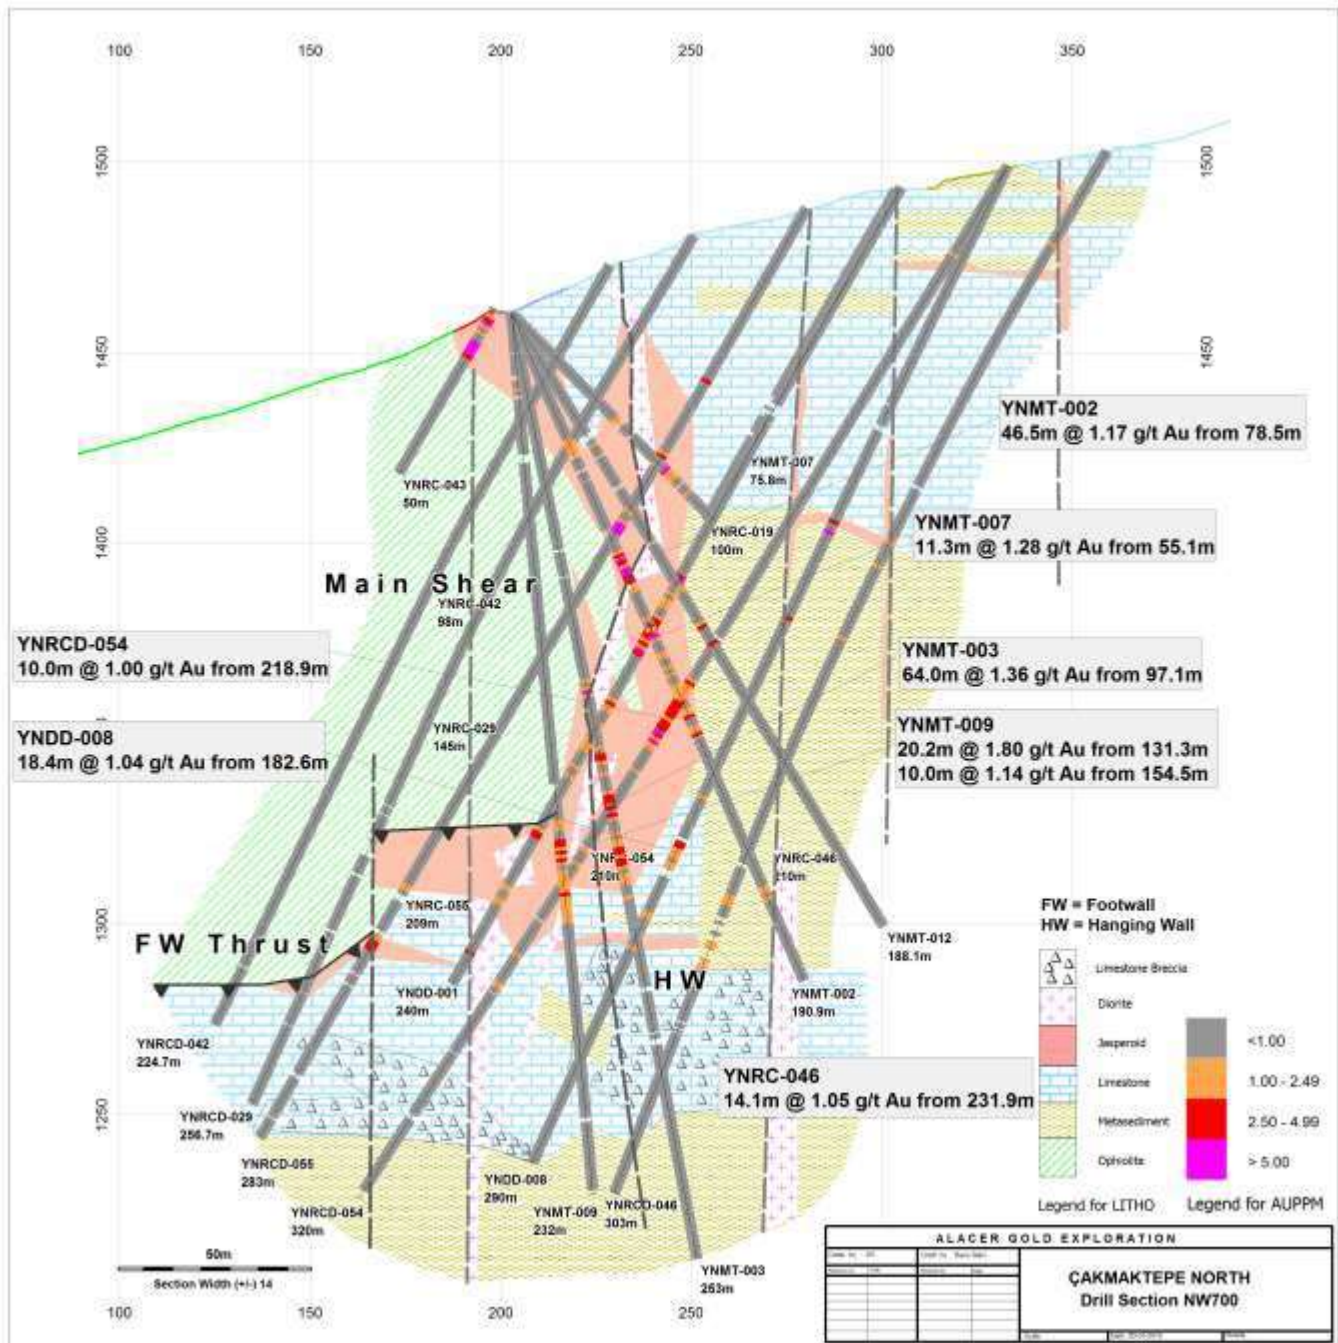 100 150 200 250 300 350
1500 1500
1450 1450
YNMT-002
46.5m @ 1.17 g/t Au from 78.5m
YNMT-007
75.8m
YNRC-043
50m
YNMT-007
11.3m @ 1.28 g/t Au from 55.1m
YNRC-019
100m
1400
Main Shear
YNRC-042
98m
YNRCD-054
10.0m @ 1.00 g/t Au from 218.9m
YNMT-003
64.0m @ 1.36 g/t Au from 97.1m
YNDD-008
18.4m @ 1.04 g/t Au from 182.6m
YNRC-029
145m
YNMT-009
20.2m @ 1.80 g/t Au from 131.3m
10.0m @ 1.14 g/t Au from 154.5m
YNRC-054
210m
YNRC-046
210m
YNRC-055
209m
1300
FW Thrust
FW = Footwall
HW = Hanging Wall
YNMT-012
188.1m
HW
YNDD-001
240m
YNMT-002
190.9m
Limestone Breccia
Diorite
Jasperoid
Limestone
Metasediment
Ophiolite
<1.00
1.00 - 2.49
2.50 - 4.99
> 5.00
Legend for LITHO
Legend for AUPPM
YNRCD-042
224.7m
YNRC-046
14.1m @ 1.05 g/t Au from 231.9m
1250
YNRCD-029
256.7m
YNRCD-055
283m
YNRCD-054
320m
YNDD-008
290m
YNMT-009
232m
YNRCD-046
303m
YNMT-003
263m
50m
Section Width (+/-) 14
100 150 200 250
ALACER GOLD EXPLORATION
ÇAKMAKTEPE NORTH
Drill Section NW700